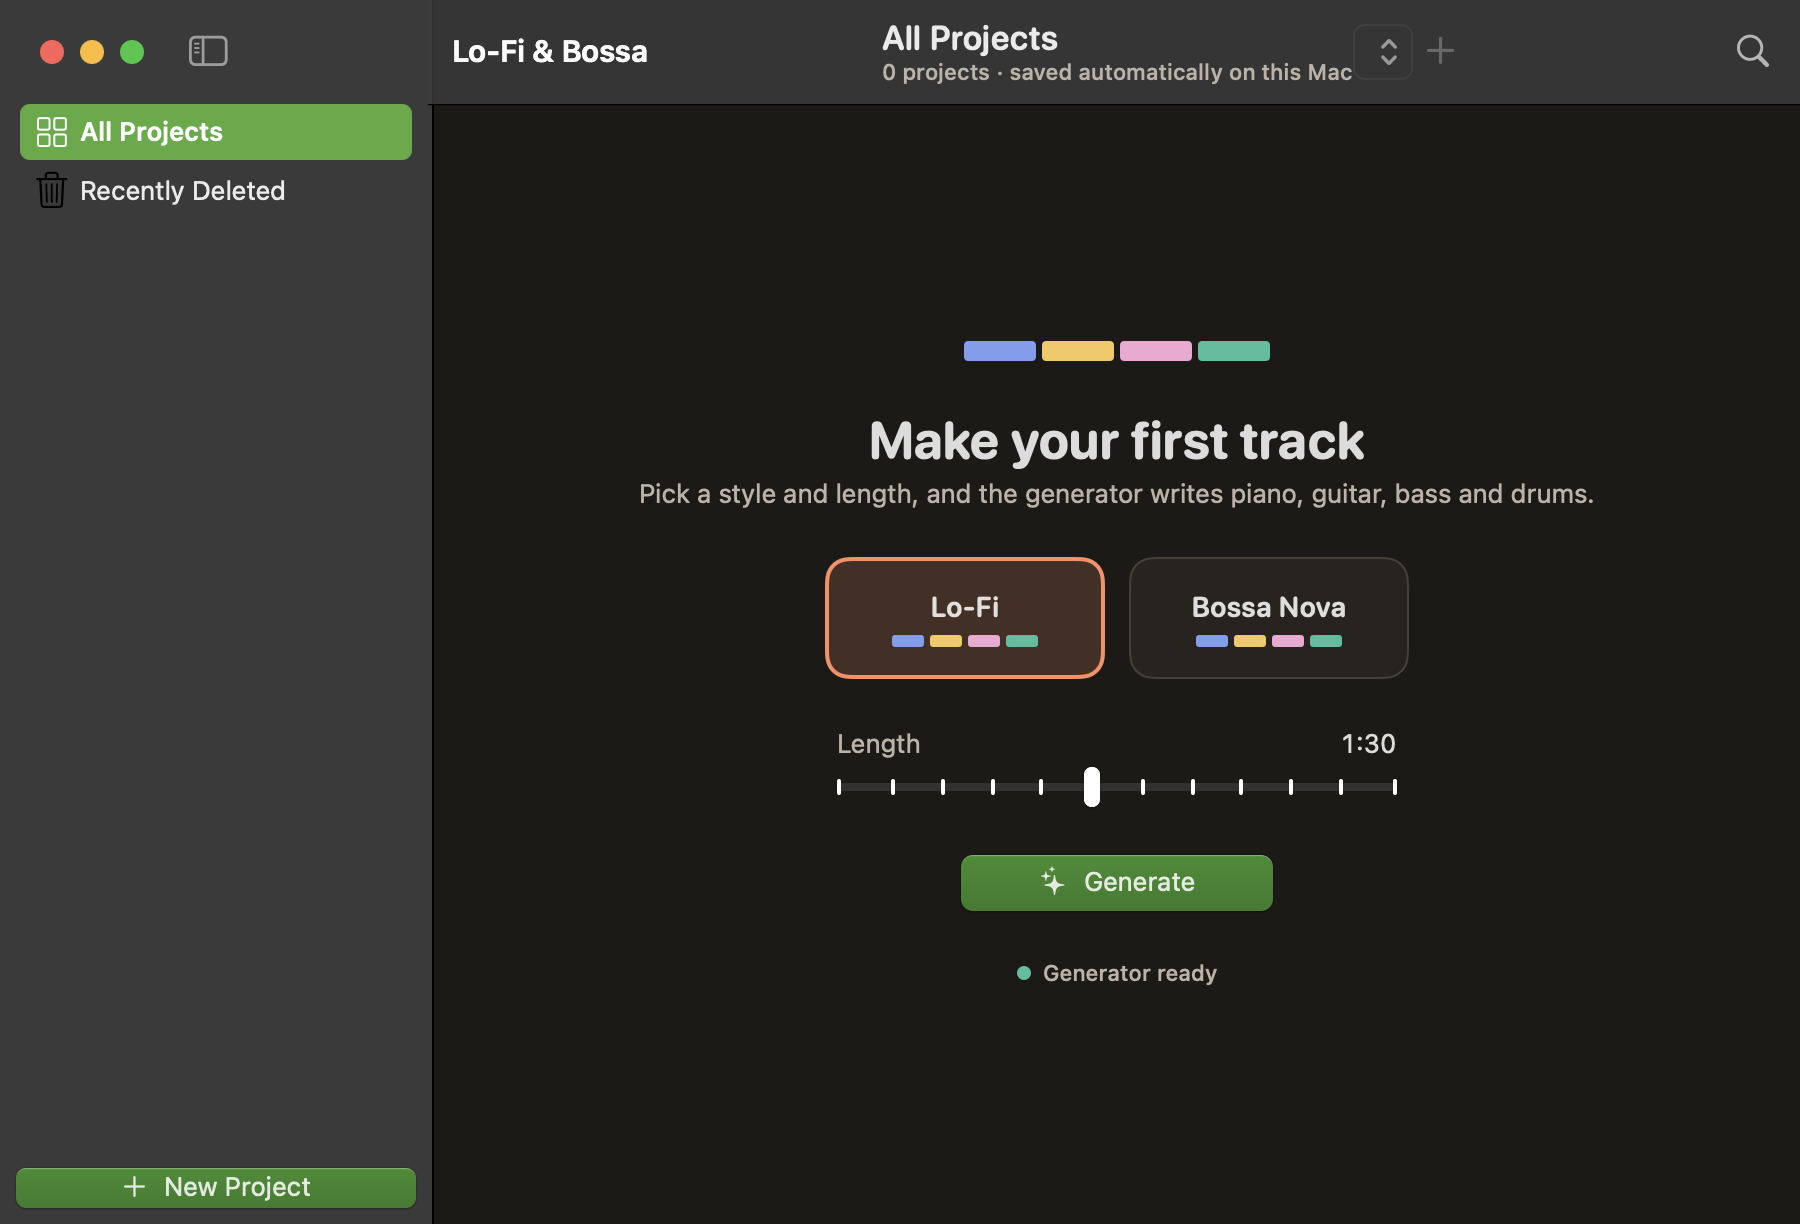 Lo-Fi & Bossa
All Projects
0 projects · saved automatically on this Mac
All Projects
Recently Deleted
Make your first track
Pick a style and length, and the generator writes piano, guitar, bass and drums.
Lo-Fi
Bossa Nova
Length
1:30
Generate
Generator ready
New Project